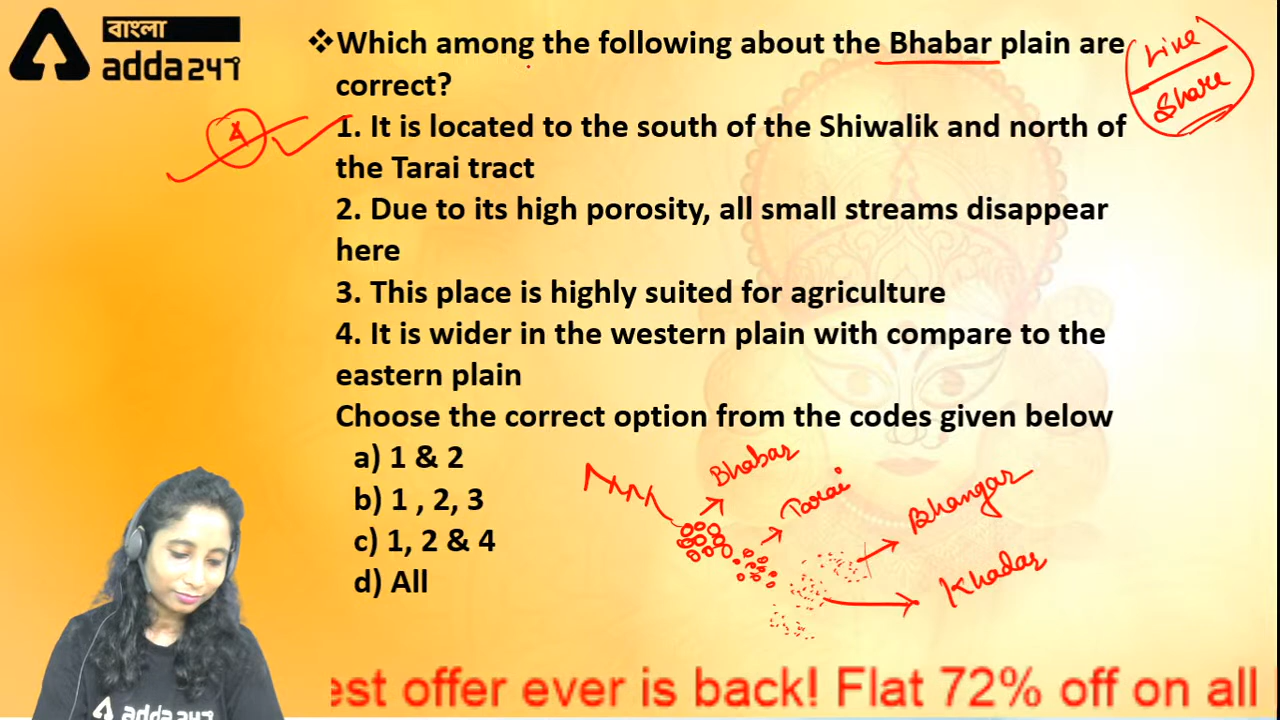 বাংলা
adda247
❖Which among the following about the Bhabar plain are
correct?
1. It is located to the south of the Shiwalik and north of
the Tarai tract
2. Due to its high porosity, all small streams disappear
here
3. This place is highly suited for agriculture
4. It is wider in the western plain with compare to the
eastern plain
Choose the correct option from the codes given below
a) 1 & 2
b) 1 , 2, 3
c) 1, 2 & 4
d) All
4
Live
Share
Bhabar
Tarai
Bhangar
Khadar
বাংলা
adda247
est offer ever is back! Flat 72% off on all